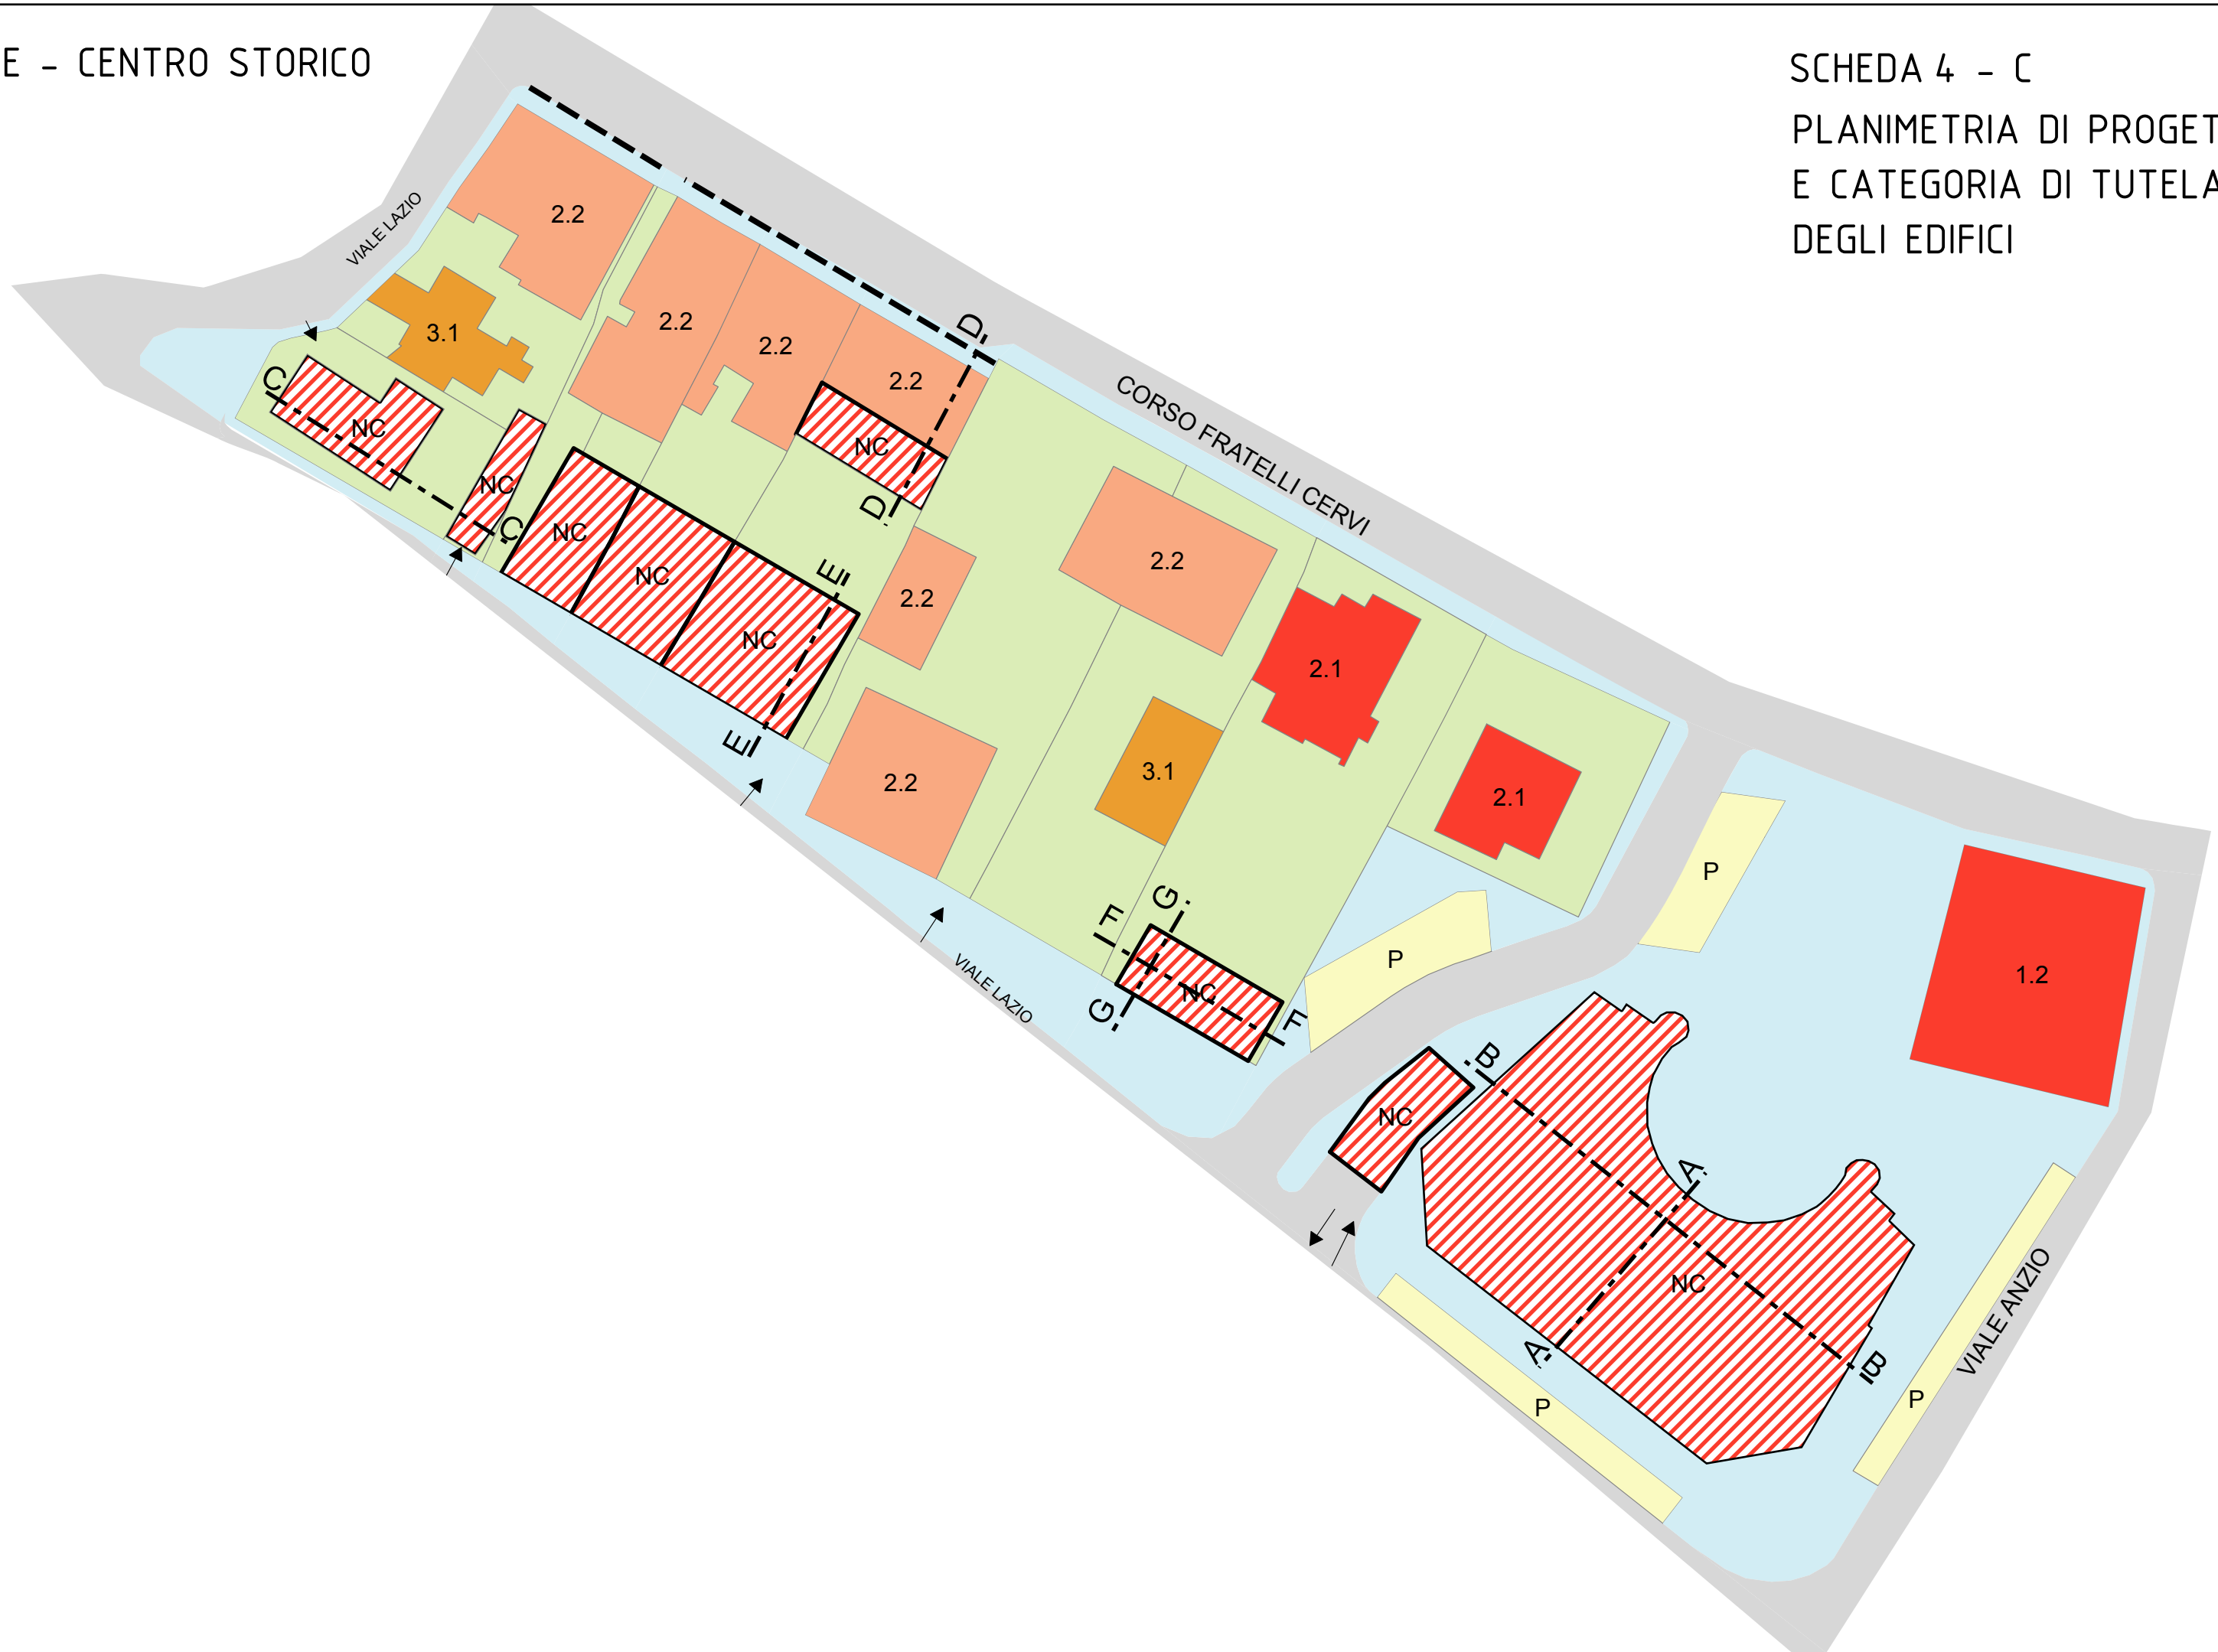 E - CENTRO STORICO
SCHEDA 4 - C
PLANIMETRIA DI PROGET
E CATEGORIA DI TUTELA
DEGLI EDIFICI
VIALE LAZIO
2.2
3.1
2.2
2.2
2.2
D
CORSO FRATELLI CERVI
C
NC
NC
NC
D
C
NC
NC
NC
E
E
2.2
2.2
2.2
2.1
3.1
2.1
P
G
F
NC
G
F
P
VIALE LAZIO
1.2
B
NC
A
NC
A
B
P
P
VIALE ANZIO